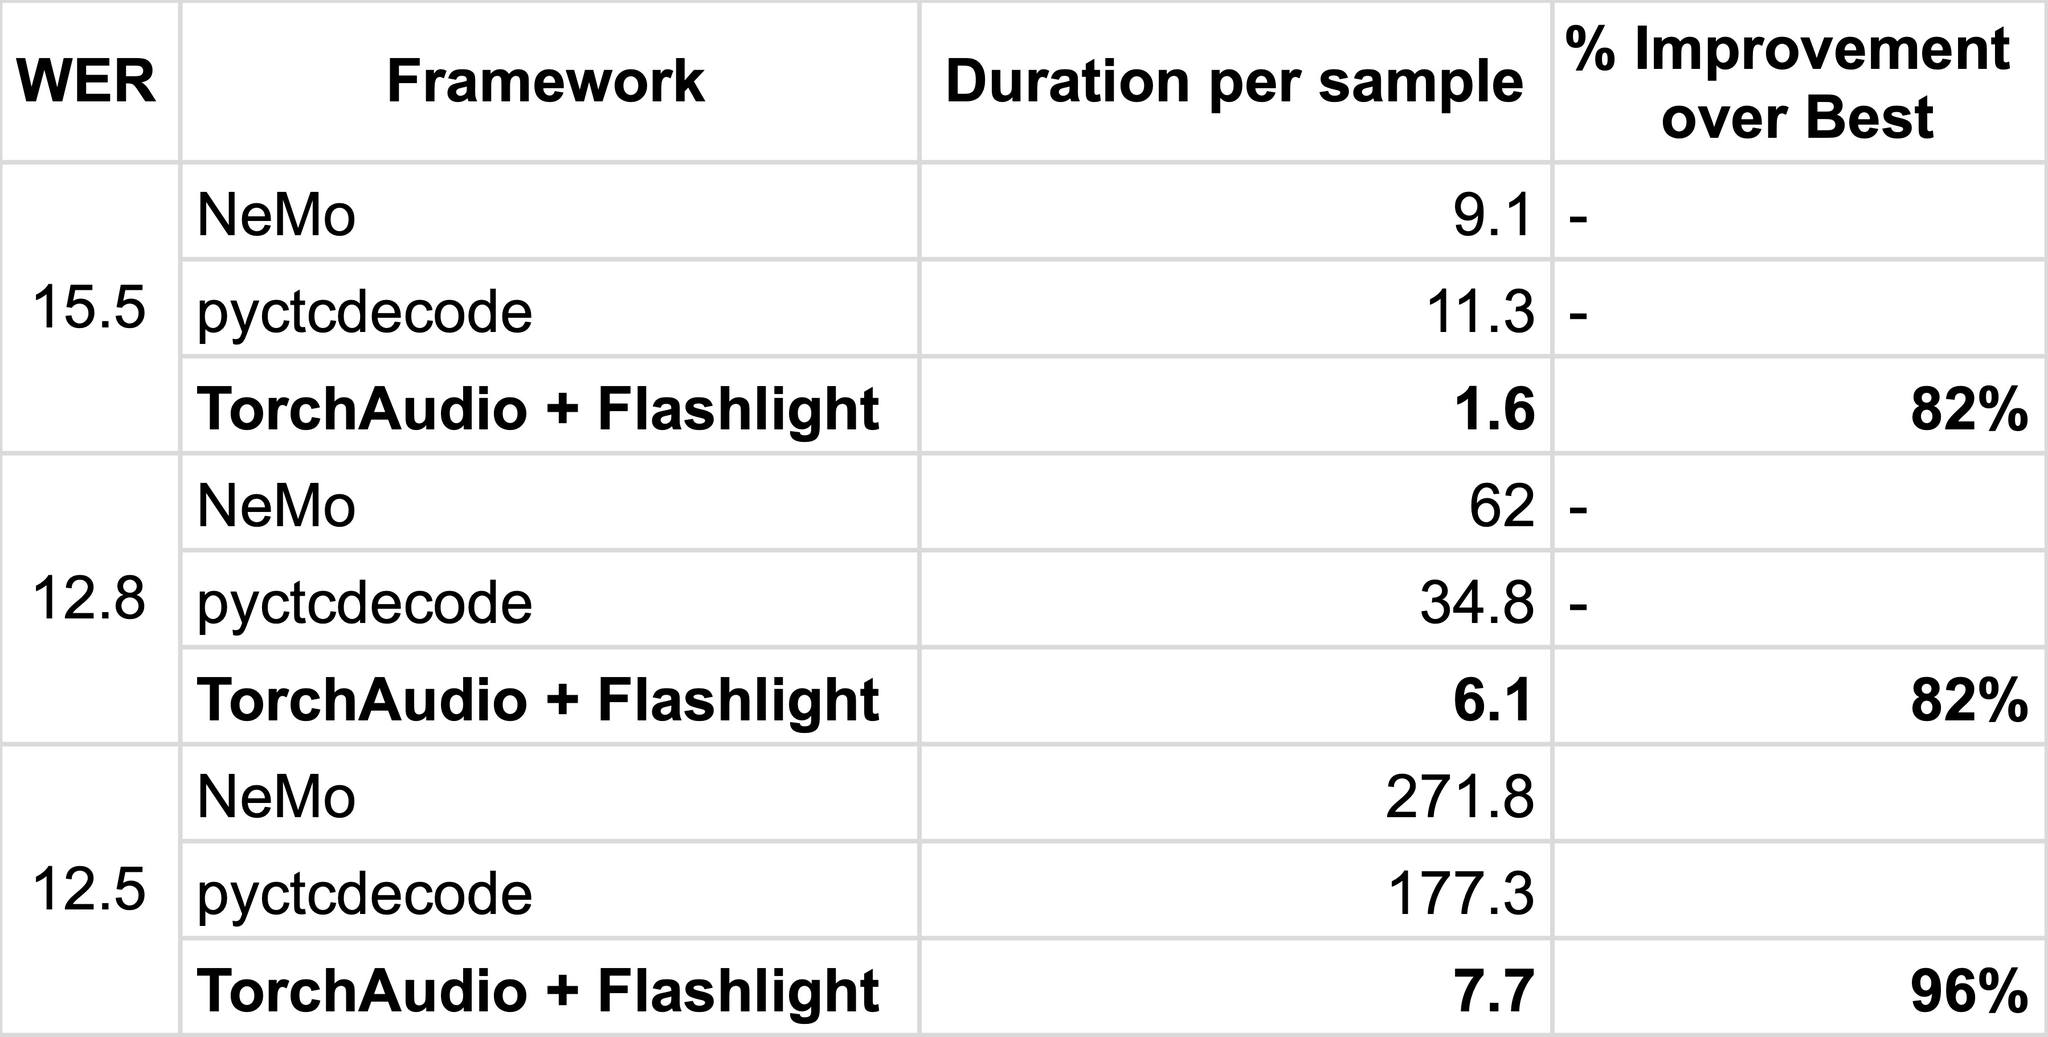 WER Framework Duration per sample % Improvement
over Best
15.5
NeMo 9.1 -
pyctcdecode 11.3 -
TorchAudio + Flashlight 1.6 82%
12.8
NeMo 62 -
pyctcdecode 34.8 -
TorchAudio + Flashlight 6.1 82%
12.5
NeMo 271.8
pyctcdecode 177.3
TorchAudio + Flashlight 7.7 96%